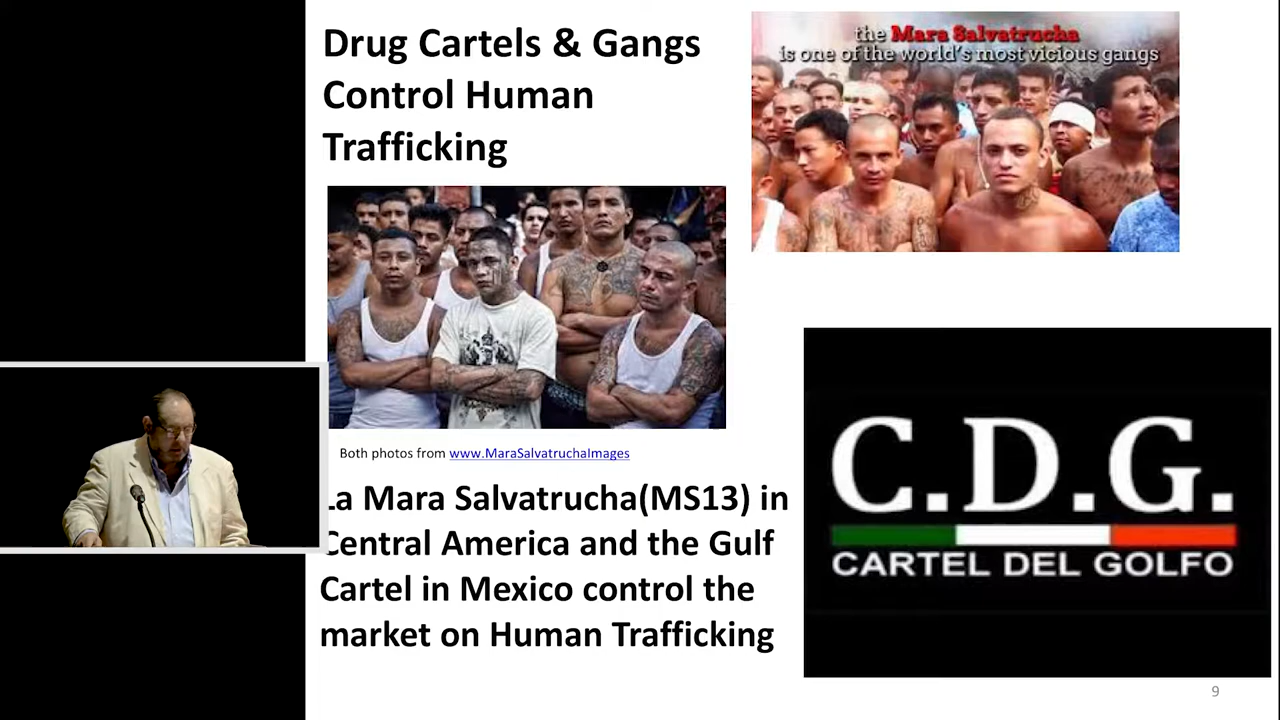 Drug Cartels & Gangs
Control Human
Trafficking
the Mara Salvatrucha
is one of the world's most vicious gangs
Both photos from www.MaraSalvatruchaImages
La Mara Salvatrucha(MS13) in
Central America and the Gulf
Cartel in Mexico control the
market on Human Trafficking
C.D.G.
CARTEL DEL GOLFO
9